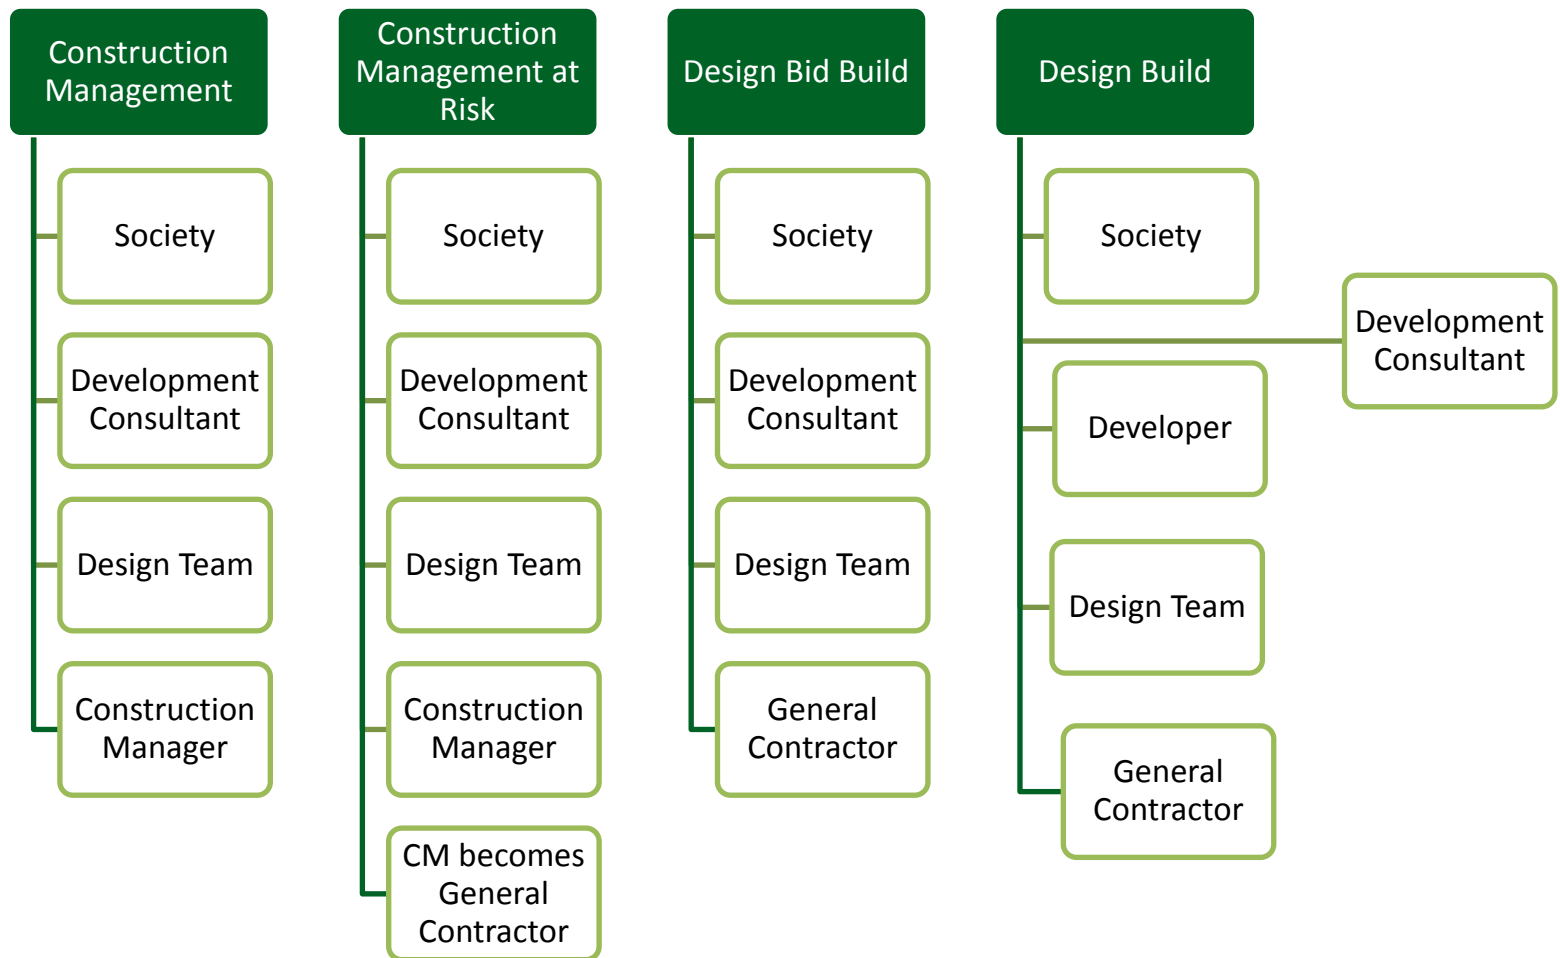 Construction
Management
Society
Development
Consultant
Design Team
Construction
Manager
Construction
Management at
Risk
Society
Development
Consultant
Design Team
Construction
Manager
CM becomes
General
Contractor
Design Bid Build
Society
Development
Consultant
Design Team
General
Contractor
Design Build
Society
Development
Consultant
Developer
Design Team
General
Contractor